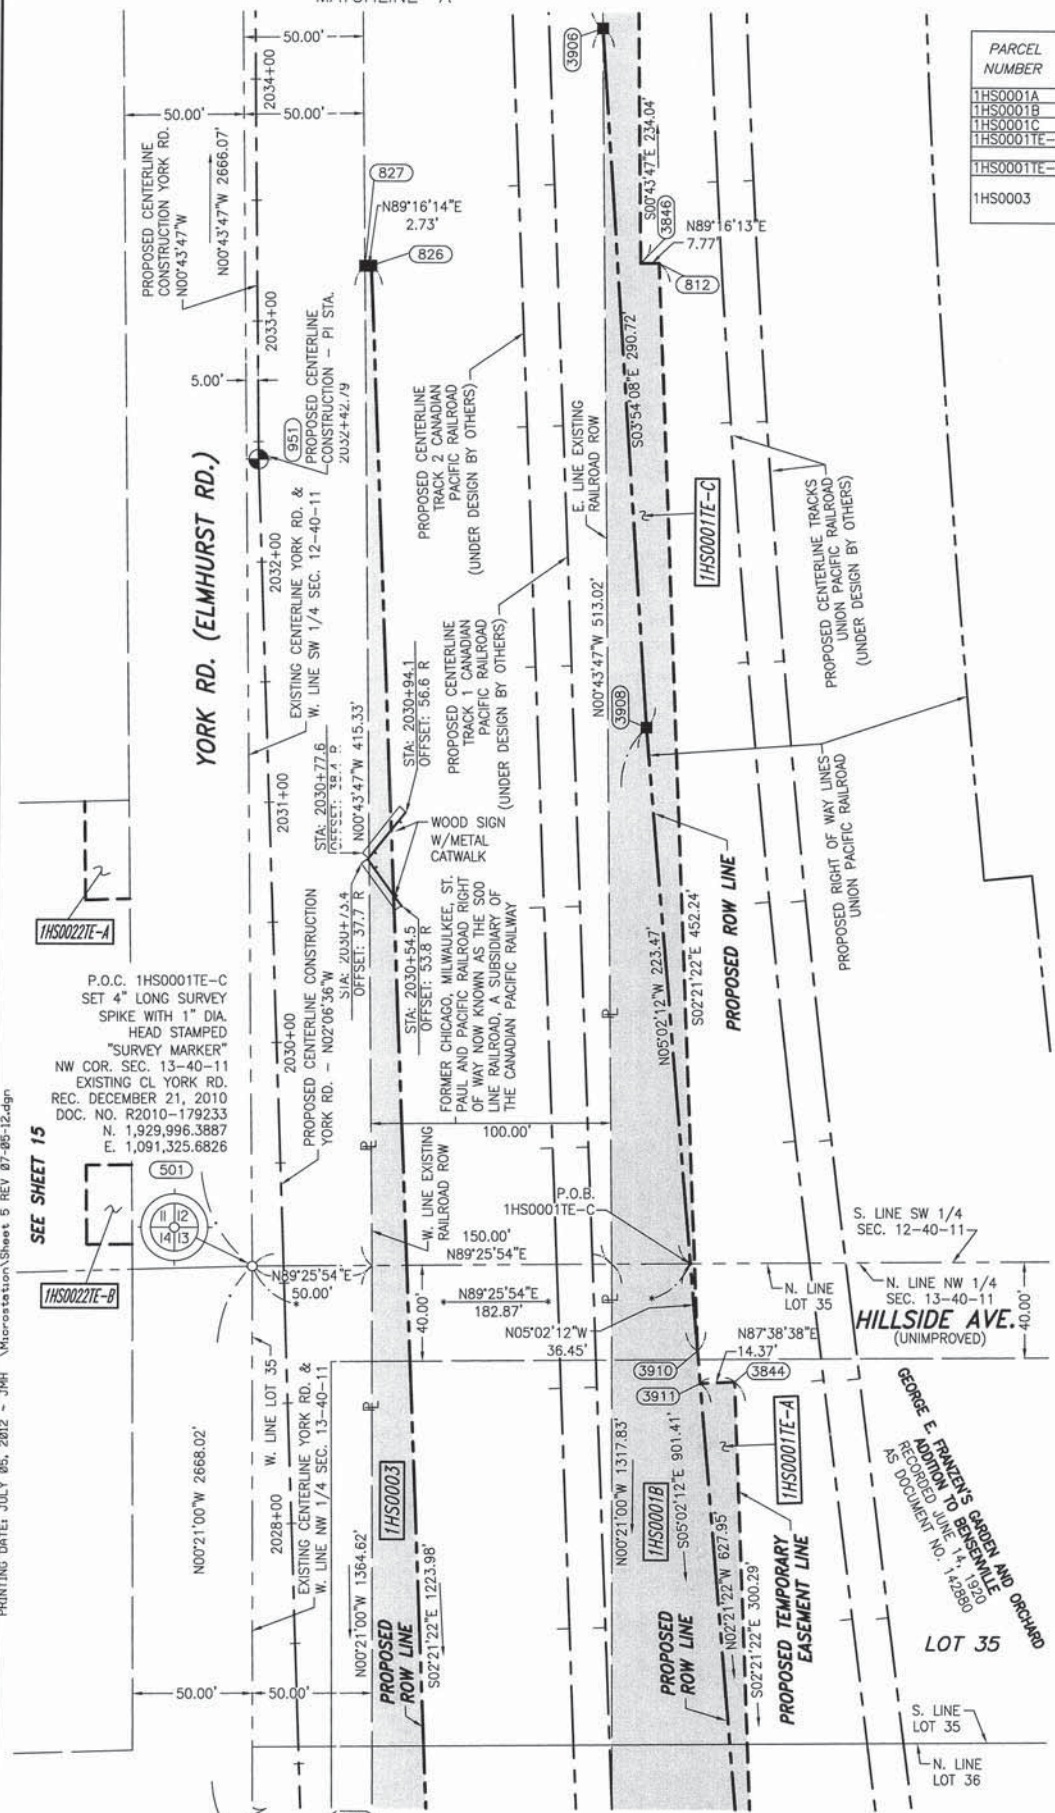 MATCHLINE "A"
50.00'
2034+00
50.00'
50.00'
PROPOSED CENTERLINE
CONSTRUCTION YORK RD.
N00°43'47"W
N00°43'47"W 2666.07'
827
N89°16'14"E
2.73'
826
3906
S00°43'47"E 234.04'
3846
N89°16'13"E
7.77'
812
PARCEL
NUMBER
1HS0001A
1HS0001B
1HS0001C
1HS0001TE-
1HS0001TE-
1HS0003
2033+00
5.00'
951
PROPOSED CENTERLINE
CONSTRUCTION - PI STA.
2032+42.79
YORK RD. (ELMHURST RD.)
EXISTING CENTERLINE YORK RD. &
W. LINE SW 1/4 SEC. 12-40-11
2032+00
2031+00
PROPOSED CENTERLINE
TRACK 2 CANADIAN
PACIFIC RAILROAD
(UNDER DESIGN BY OTHERS)
E. LINE EXISTING
RAILROAD ROW
S03°54'08"E 290.72'
1HS0001TE-C
PROPOSED CENTERLINE TRACKS
UNION PACIFIC RAILROAD
(UNDER DESIGN BY OTHERS)
N00°43'47"W 513.02'
3908
STA: 2030+77.6
OFFSET: 38.4 R
N00°43'47"W 415.33'
STA: 2030+94.1
OFFSET: 56.6 R
PROPOSED CENTERLINE
TRACK 1 CANADIAN
PACIFIC RAILROAD
(UNDER DESIGN BY OTHERS)
WOOD SIGN
W/METAL
CATWALK
STA: 2030+73.4
OFFSET: 37.7 R
STA: 2030+54.5
OFFSET: 53.8 R
FORMER CHICAGO, MILWAUKEE, ST.
PAUL AND PACIFIC RAILROAD RIGHT
OF WAY NOW KNOWN AS THE SOO
LINE RAILROAD, A SUBSIDIARY OF
THE CANADIAN PACIFIC RAILWAY
PROPOSED RIGHT OF WAY LINES
UNION PACIFIC RAILROAD
N05°02'12"W 223.47'
S02°21'22"E 452.24'
PROPOSED ROW LINE
1HS0022TE-A
P.O.C. 1HS0001TE-C
SET 4" LONG SURVEY
SPIKE WITH 1" DIA.
HEAD STAMPED
"SURVEY MARKER"
NW COR. SEC. 13-40-11
EXISTING CL YORK RD.
REC. DECEMBER 21, 2010
DOC. NO. R2010-179233
N. 1,929,996.3887
E. 1,091,325.6826
501
11 12
14 13
SEE SHEET 15
1HS0022TE-B
2030+00
PROPOSED CENTERLINE CONSTRUCTION
YORK RD. - N02°06'36"W
100.00'
W. LINE EXISTING
RAILROAD ROW
P.O.B.
1HS0001TE-C
150.00'
N89°25'54"E
N89°25'54"E
50.00'
N89°25'54"E
182.87'
40.00'
N05°02'12"W
36.45'
S. LINE SW 1/4
SEC. 12-40-11
N. LINE
LOT 35
N. LINE NW 1/4
SEC. 13-40-11
HILLSIDE AVE.
(UNIMPROVED)
40.00'
N87°38'38"E
14.37'
3910
3911
3844
1HS0001TE-A
GEORGE E. FRANZEN'S GARDEN AND ORCHARD
ADDITION TO BENSENVILLE
RECORDED JUNE 14, 1920
AS DOCUMENT NO. 142880
LOT 35
N00°21'00"W 2668.02'
W. LINE LOT 35
2028+00
EXISTING CENTERLINE YORK RD. &
W. LINE NW 1/4 SEC. 13-40-11
N00°21'00"W 1364.62'
1HS0003
PROPOSED
ROW LINE
S02°21'22"E 1223.98'
N00°21'00"W 1317.83'
1HS0001B
S05°02'12"E 901.41'
PROPOSED
ROW LINE
N02°21'22"W 627.95'
S02°21'22"E 300.29'
PROPOSED TEMPORARY
EASEMENT LINE
50.00'
50.00'
S. LINE
LOT 35
N. LINE
LOT 36
PRINTING DATE: JULY 05, 2012 ~ JMH \Microstation\Sheet 5 REV 07-05-12.dgn